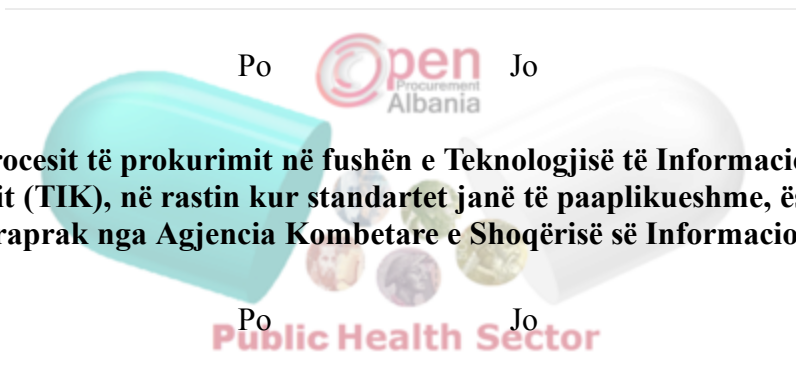 Po Jo
Open
Procurement
Albania
rocesit të prokurimit në fushën e Teknologjisë të Informacio
it (TIK), në rastin kur standartet janë të paaplikueshme, ës
raprak nga Agjencia Kombetare e Shoqërisë së Informacio
Po Jo
Public Health Sector